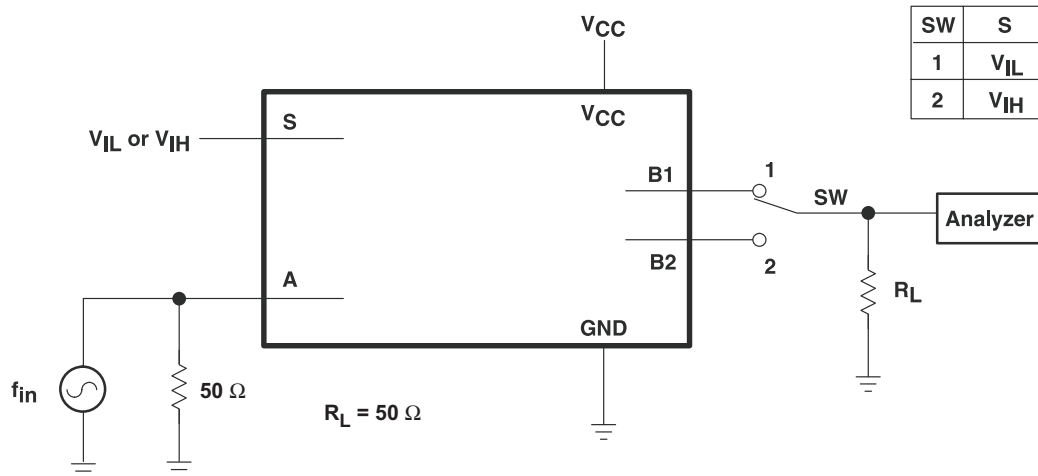 VCC
SW S
1 VIL
2 VIH
VCC
S
VIL or VIH
B1
1
SW
Analyzer
B2
2
A
RL
GND
fin
50 Ω
RL = 50 Ω